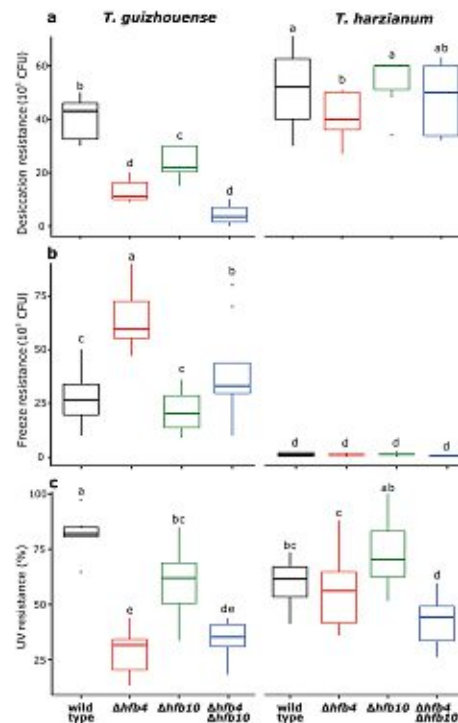 T. guizhouense T. harzianum
a
Desiccation resistance (10³ CFU)
60
40
20
0
b d c d
a b a ab
b
Freeze resistance (10³ CFU)
75
50
25
0
c a c b
d d d d
c
UV resistance (%)
100
75
50
25
a e bc de
bc c ab d
wild type Δhfb4 Δhfb10 Δhfb4 Δhfb10
wild type Δhfb4 Δhfb10 Δhfb4 Δhfb10